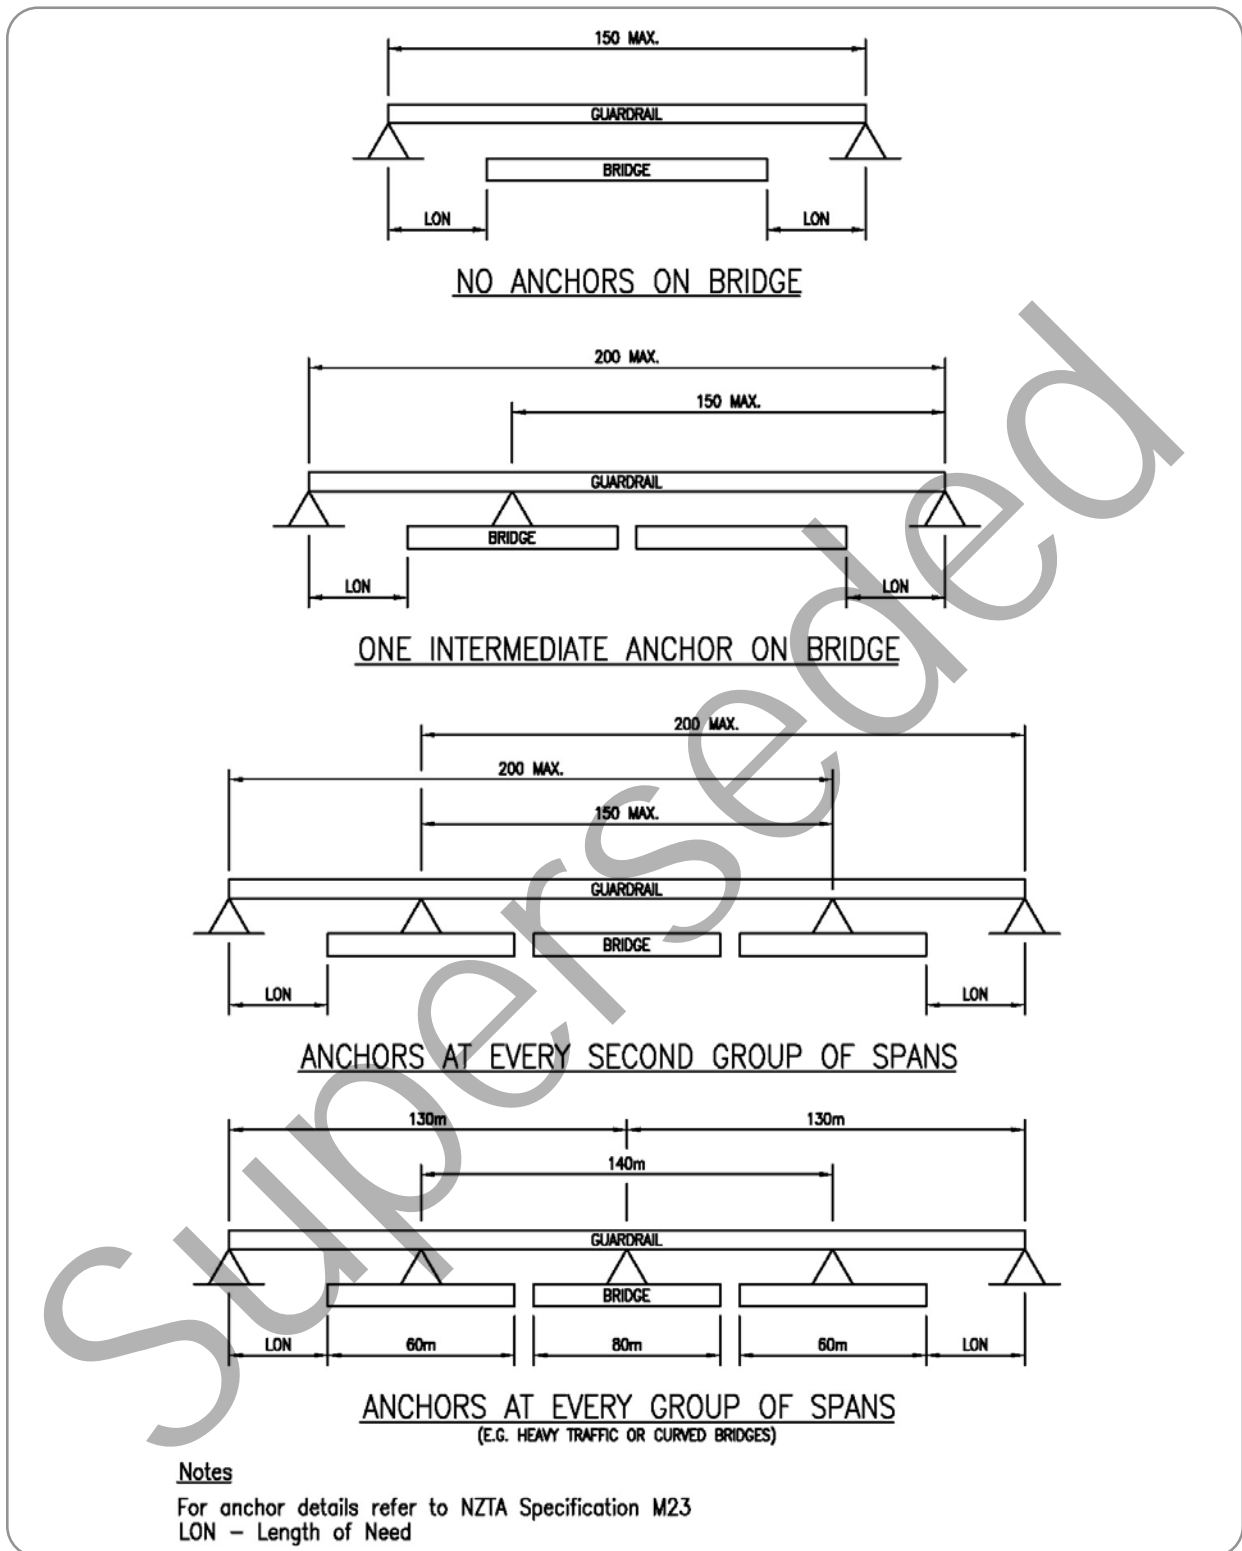 150 MAX.
GUARDRAIL
BRIDGE
LON LON
NO ANCHORS ON BRIDGE
200 MAX.
150 MAX.
GUARDRAIL
BRIDGE
LON LON
ONE INTERMEDIATE ANCHOR ON BRIDGE
200 MAX.
200 MAX.
150 MAX.
GUARDRAIL
BRIDGE
LON LON
ANCHORS AT EVERY SECOND GROUP OF SPANS
130m 130m
140m
GUARDRAIL
BRIDGE
LON 60m 80m 60m LON
ANCHORS AT EVERY GROUP OF SPANS
(E.G. HEAVY TRAFFIC OR CURVED BRIDGES)
Notes
For anchor details refer to NZTA Specification M23
LON - Length of Need
Superseded